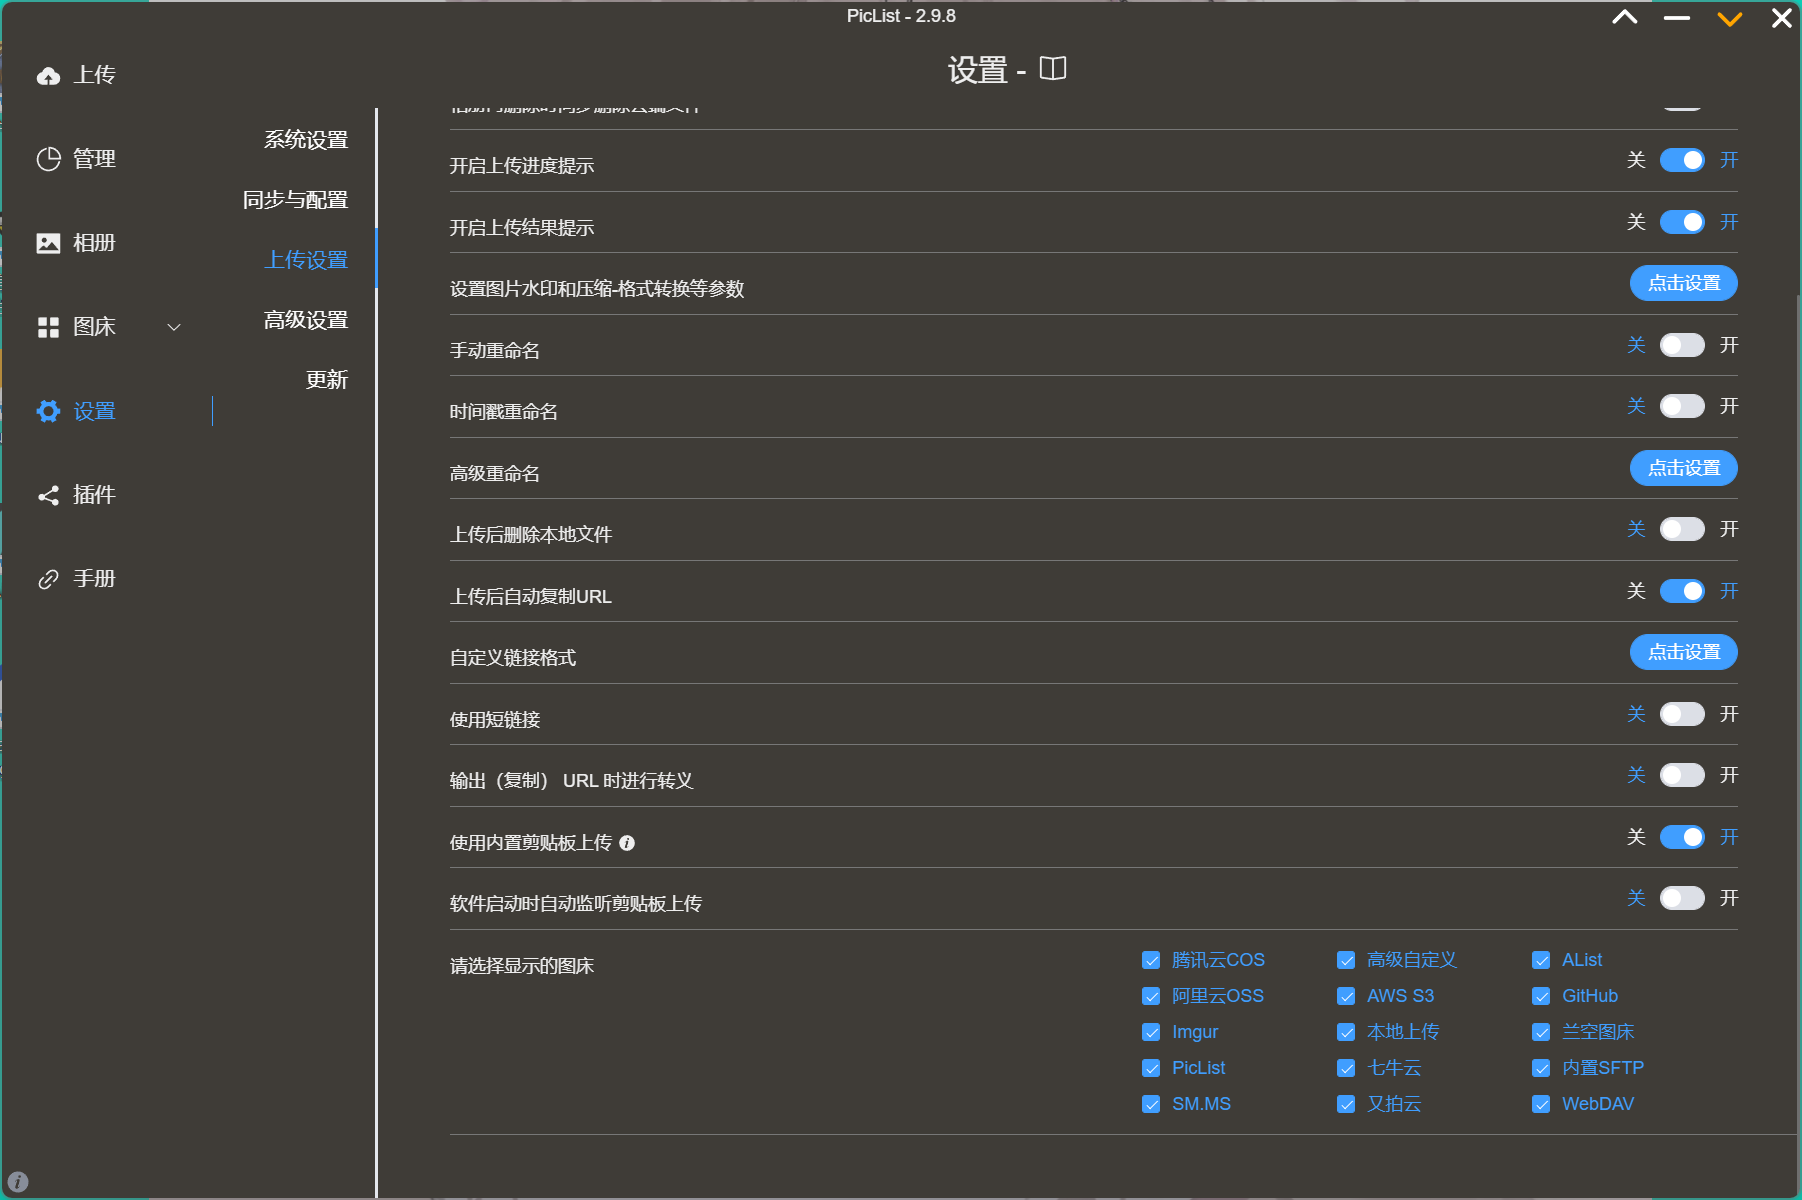 PicList - 2.9.8
设置 -
上传
管理
相册
图床
设置
插件
手册
系统设置
同步与配置
上传设置
高级设置
更新
开启上传进度提示 关 开
开启上传结果提示 关 开
设置图片水印和压缩-格式转换等参数 点击设置
手动重命名 关 开
时间戳重命名 关 开
高级重命名 点击设置
上传后删除本地文件 关 开
上传后自动复制URL 关 开
自定义链接格式 点击设置
使用短链接 关 开
输出（复制） URL 时进行转义 关 开
使用内置剪贴板上传 关 开
软件启动时自动监听剪贴板上传 关 开
请选择显示的图床
腾讯云COS 高级自定义 AList
阿里云OSS AWS S3 GitHub
Imgur 本地上传 兰空图床
PicList 七牛云 内置SFTP
SM.MS 又拍云 WebDAV